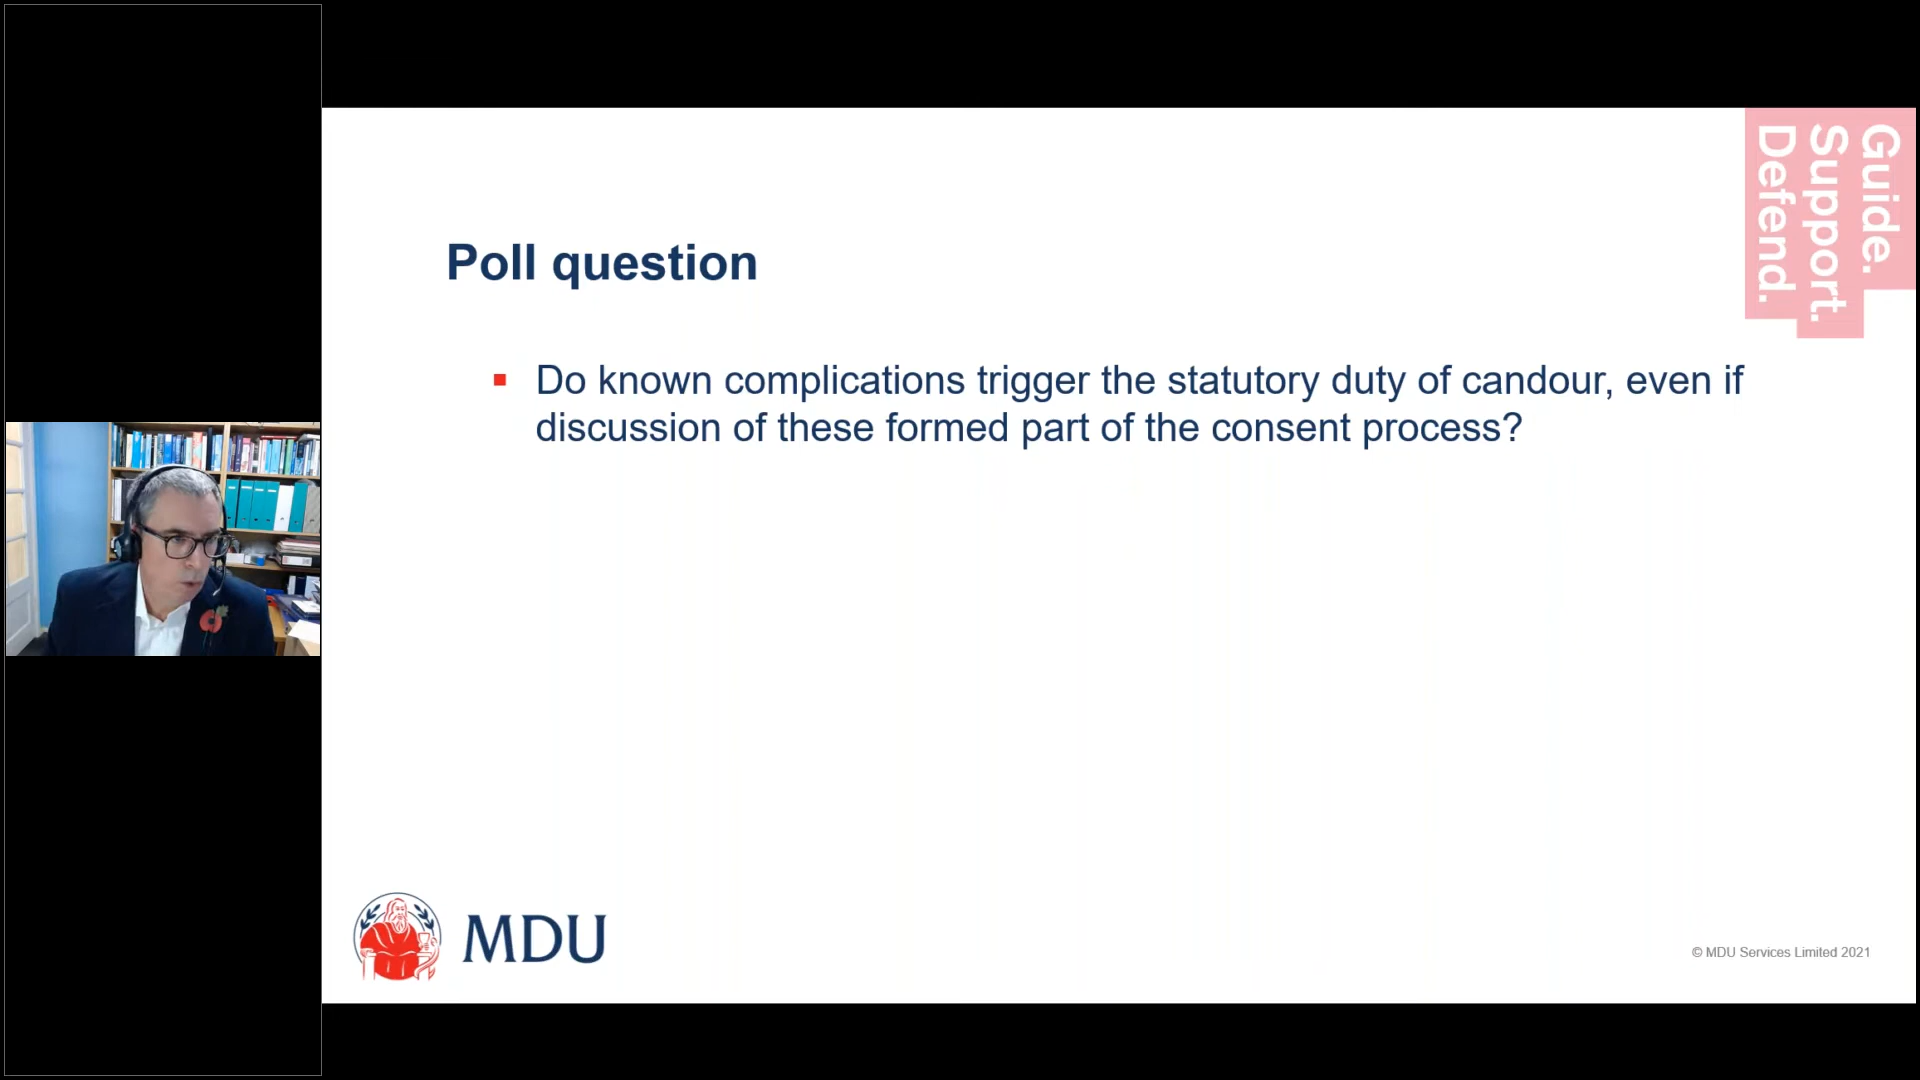 Guide.
Support.
Defend.
Poll question
Do known complications trigger the statutory duty of candour, even if
discussion of these formed part of the consent process?
MDU
© MDU Services Limited 2021